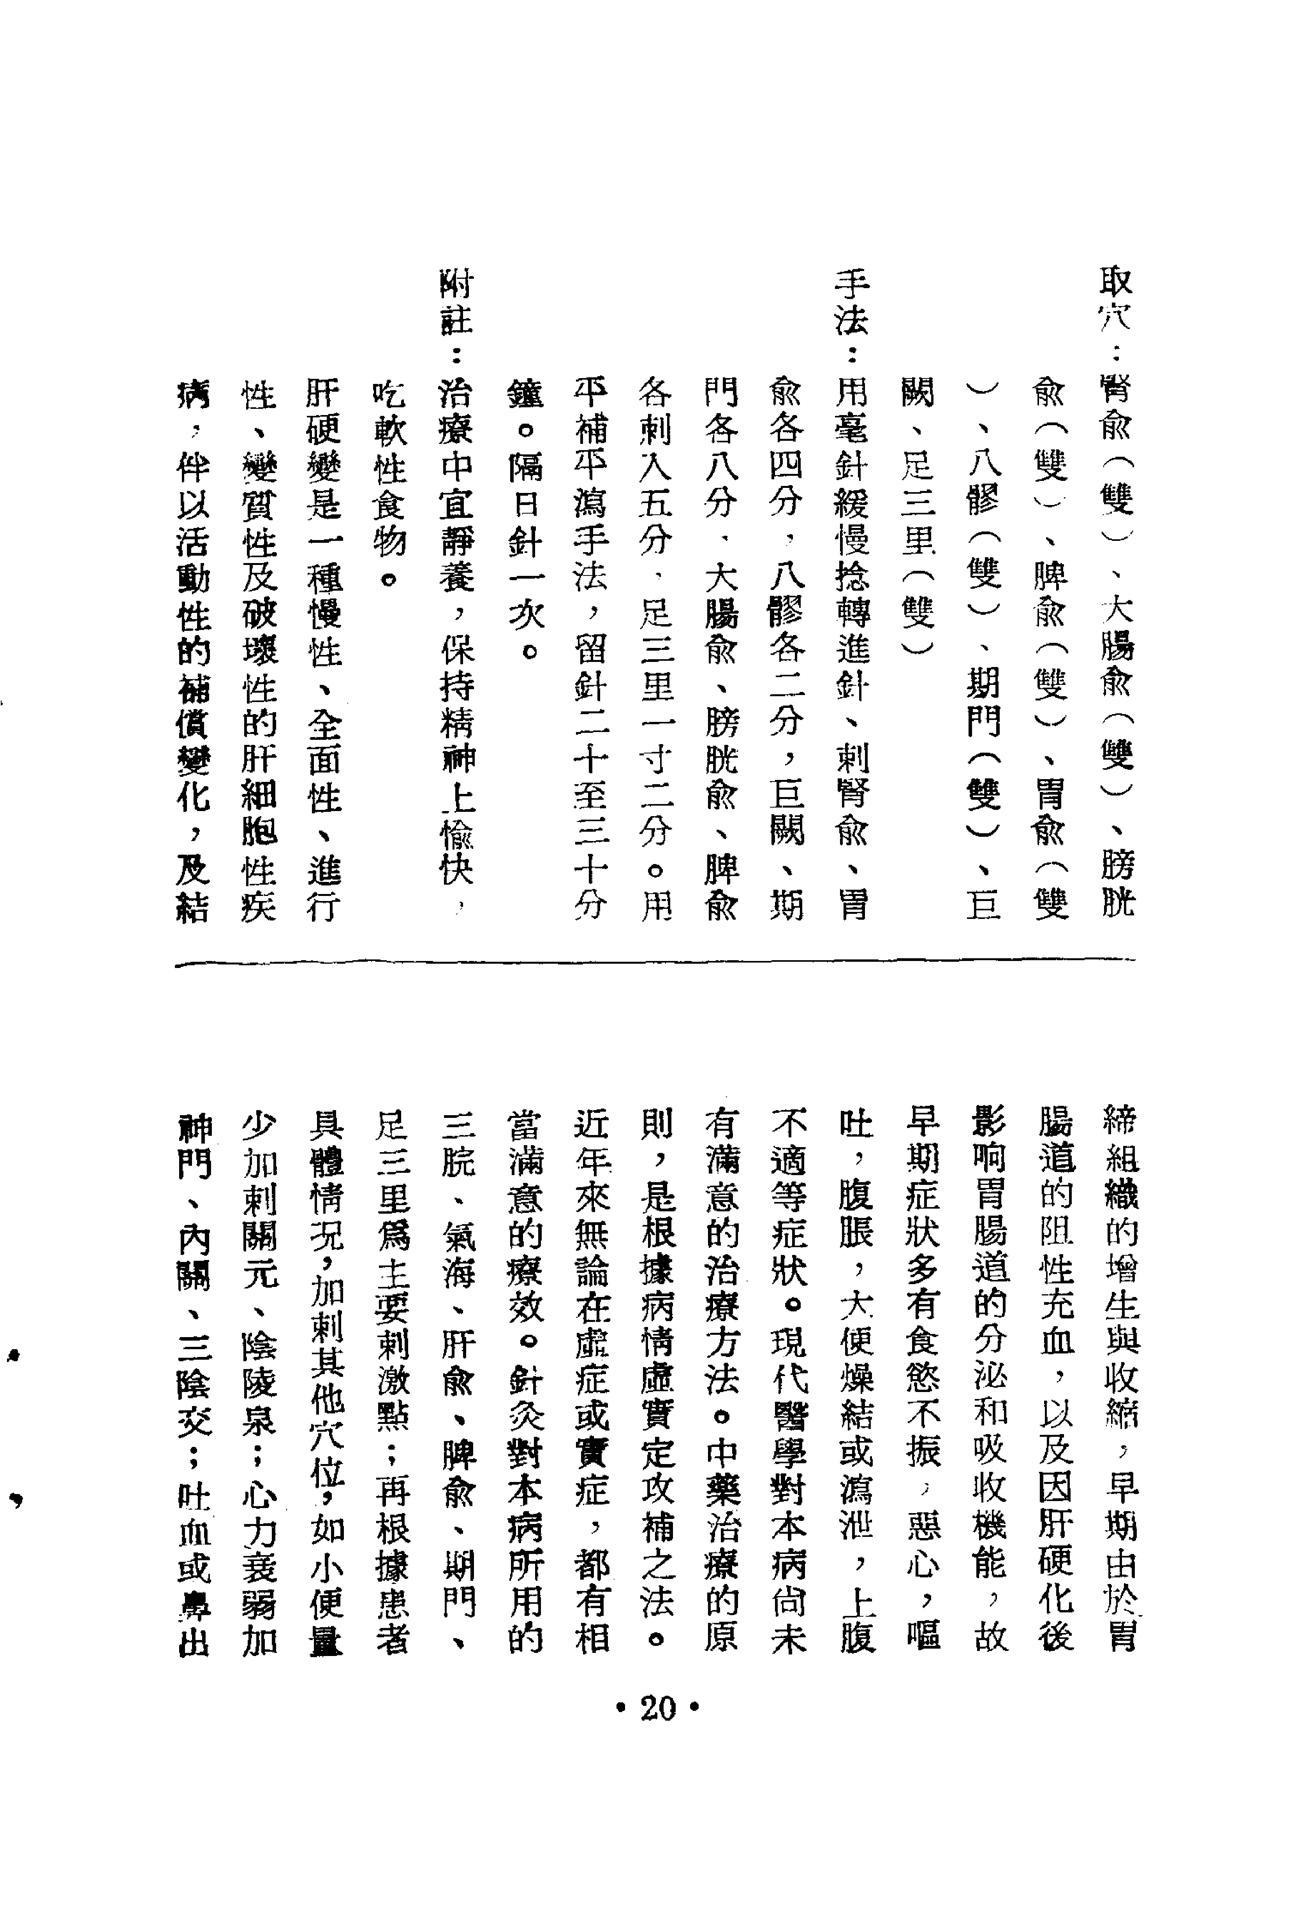 取穴：腎兪（雙）、大腸兪（雙）、膀胱
兪（雙）、脾兪（雙）、胃兪（雙
）、八髎（雙）、期門（雙）、巨
闕、足三里（雙）
手法：用毫針緩慢捻轉進針、刺腎兪、胃
兪各四分，八髎各二分，巨闕、期
門各八分，大腸兪、膀胱兪、脾兪
各刺入五分，足三里一寸二分。用
平補平瀉手法，留針二十至三十分
鐘。隔日針一次。
附註：治療中宜靜養，保持精神上愉快，
吃軟性食物。
肝硬變是一種慢性、全面性、進行
性、變質性及破壞性的肝細胞性疾
病，伴以活動性的補償變化，及結
締組織的增生與收縮，早期由於胃
腸道的阻性充血，以及因肝硬化後
影响胃腸道的分泌和吸收機能，故
早期症狀多有食慾不振，惡心，嘔
吐，腹脹，大便燥結或瀉泄，上腹
不適等症狀。現代醫學對本病尙未
有滿意的治療方法。中藥治療的原
則，是根據病情虛實定攻補之法。
近年來無論在虛症或實症，都有相
當滿意的療效。針灸對本病所用的
三脘、氣海、肝兪、脾兪、期門、
足三里爲主要刺激點；再根據患者
具體情況，加刺其他穴位，如小便量
少加刺關元、陰陵泉；心力衰弱加
神門、內關、三陰交；吐血或鼻出
• 20 •